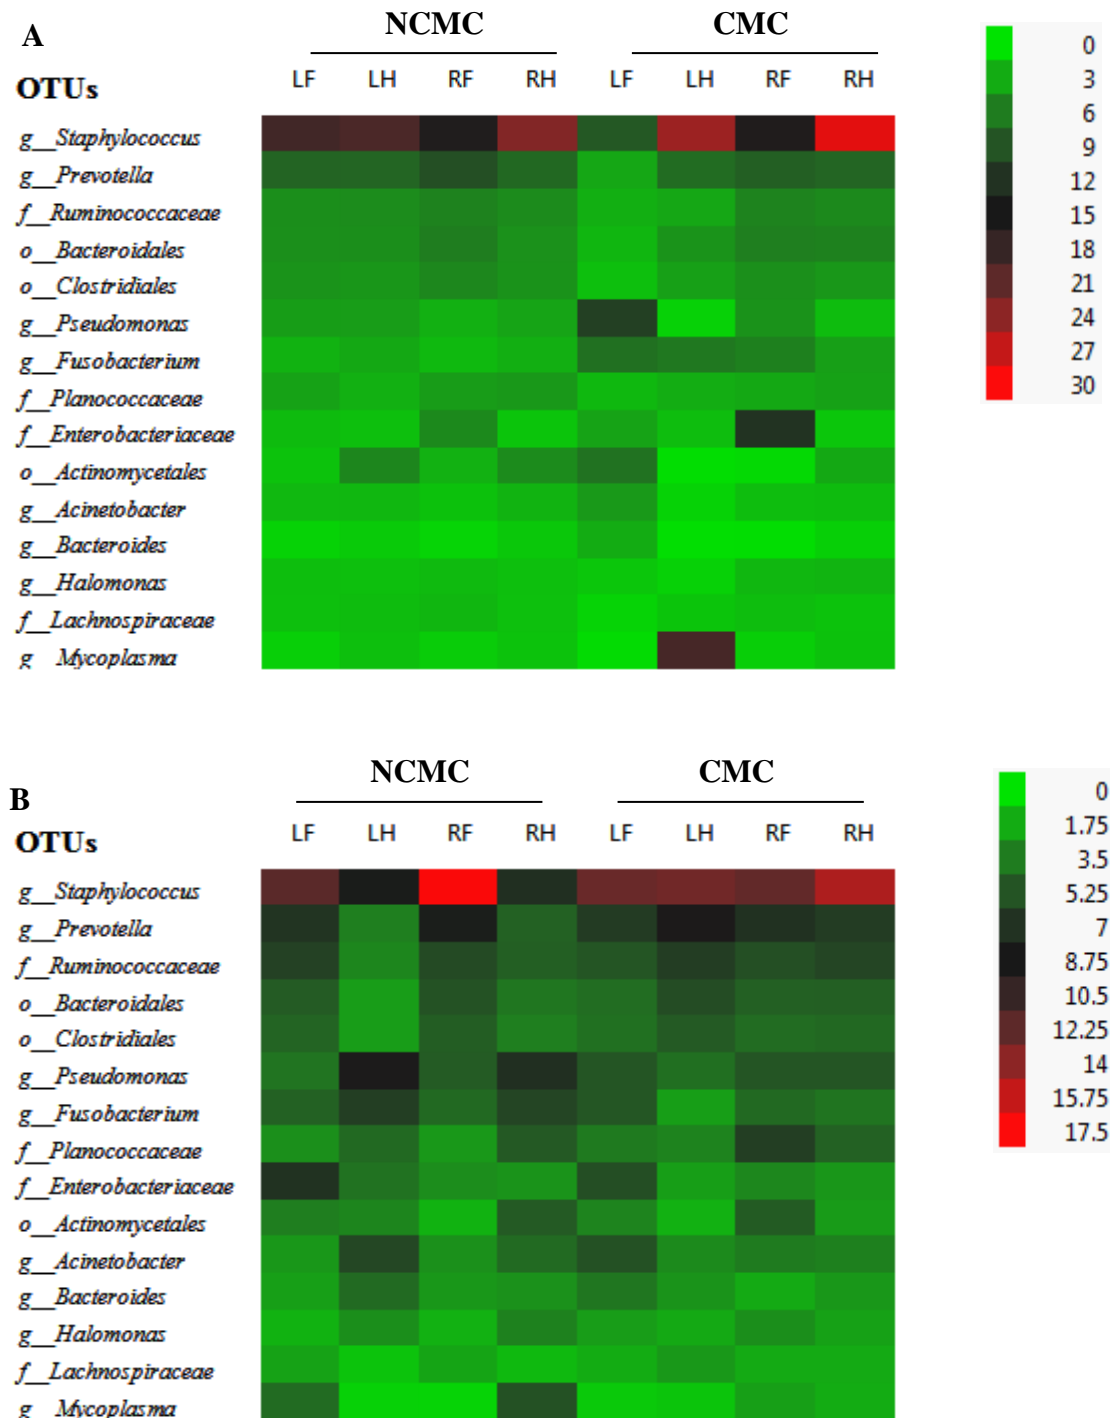 A
NCMC CMC
OTUs LF LH RF RH LF LH RF RH
g__Staphylococcus
g__Prevotella
f__Ruminococcaceae
o__Bacteroidales
o__Clostridiales
g__Pseudomonas
g__Fusobacterium
f__Planococcaceae
f__Enterobacteriaceae
o__Actinomycetales
g__Acinetobacter
g__Bacteroides
g__Halomonas
f__Lachnospiraceae
g__Mycoplasma
0
3
6
9
12
15
18
21
24
27
30
B
NCMC CMC
OTUs LF LH RF RH LF LH RF RH
g__Staphylococcus
g__Prevotella
f__Ruminococcaceae
o__Bacteroidales
o__Clostridiales
g__Pseudomonas
g__Fusobacterium
f__Planococcaceae
f__Enterobacteriaceae
o__Actinomycetales
g__Acinetobacter
g__Bacteroides
g__Halomonas
f__Lachnospiraceae
g__Mycoplasma
0
1.75
3.5
5.25
7
8.75
10.5
12.25
14
15.75
17.5